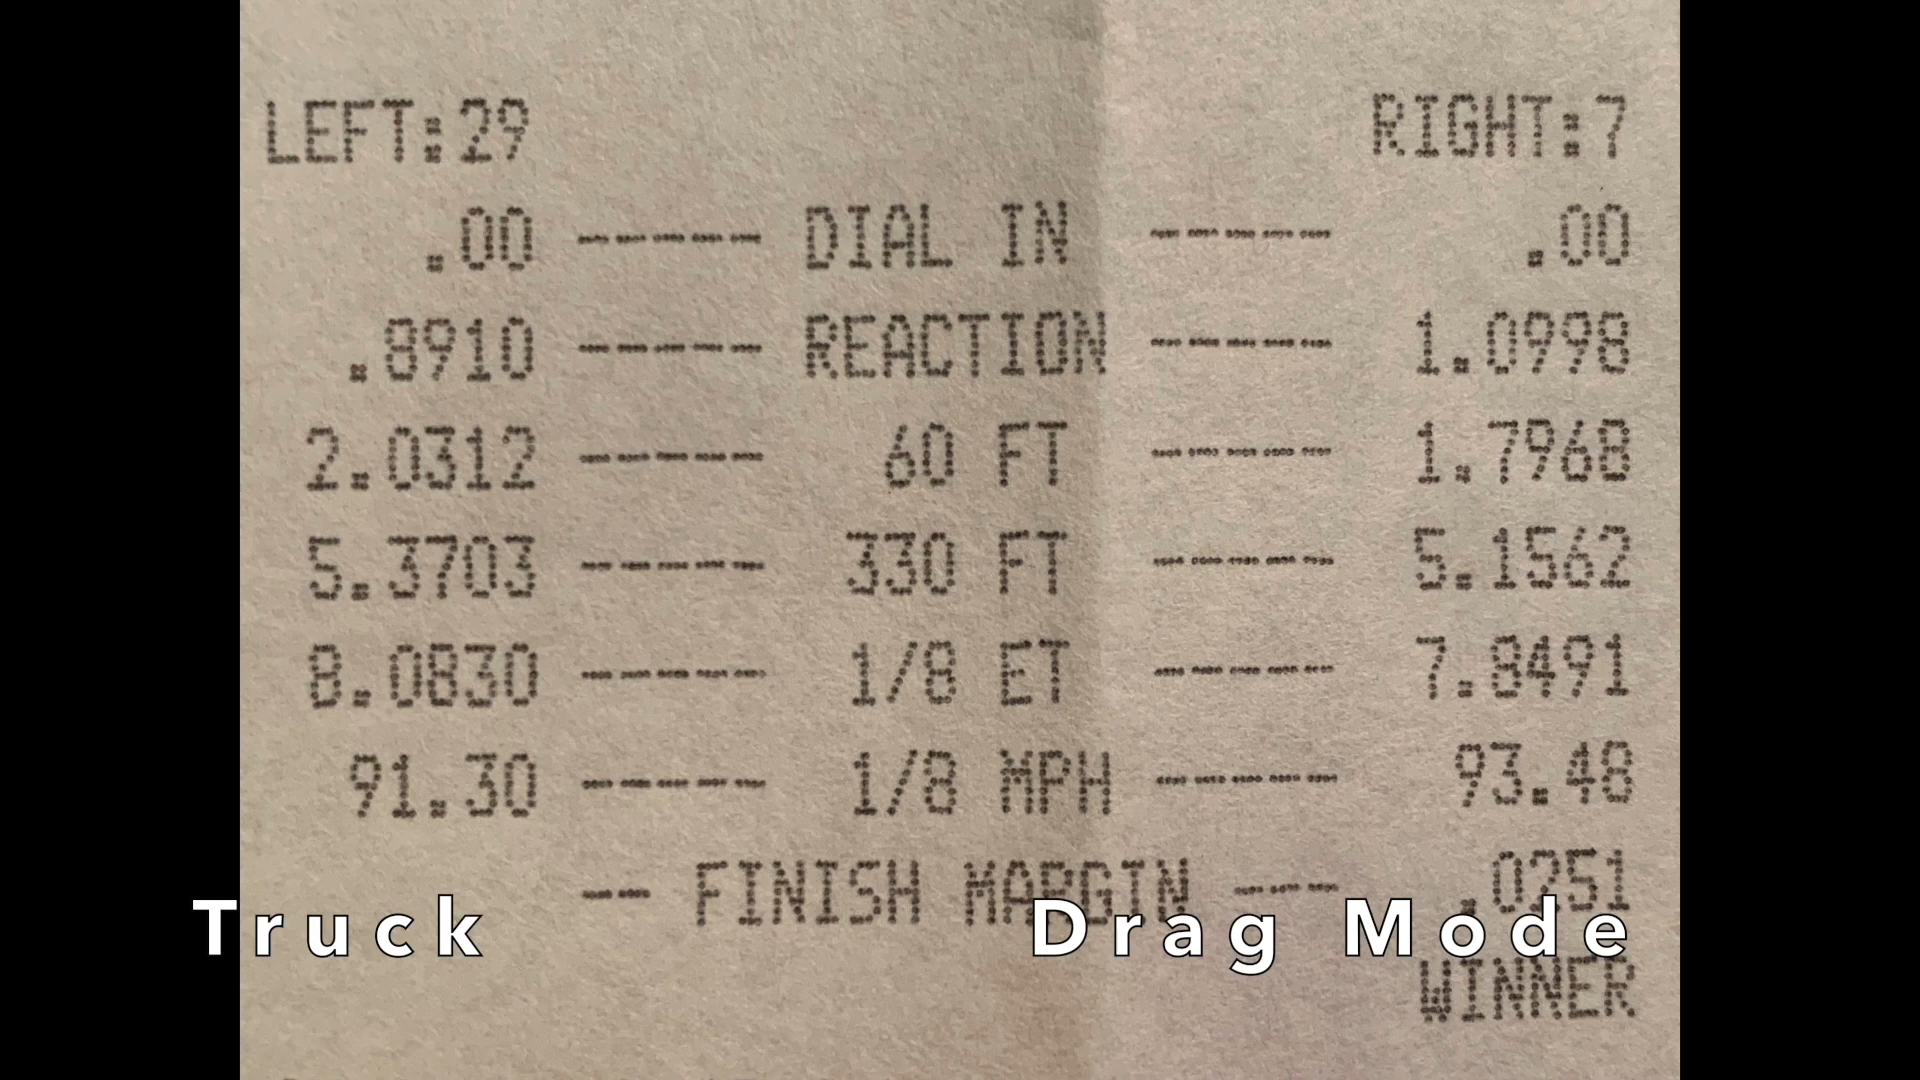 LEFT:29 RIGHT:7
.00 ----- DIAL IN ----- .00
.8910 ----- REACTION ----- 1.0998
2.0312 ----- 60 FT ----- 1.7968
5.3703 ----- 330 FT ----- 5.1562
8.0830 ----- 1/8 ET ----- 7.8491
91.30 ----- 1/8 MPH ----- 93.48
-- FINISH MARGIN --- .0251
Truck Drag Mode
WINNER